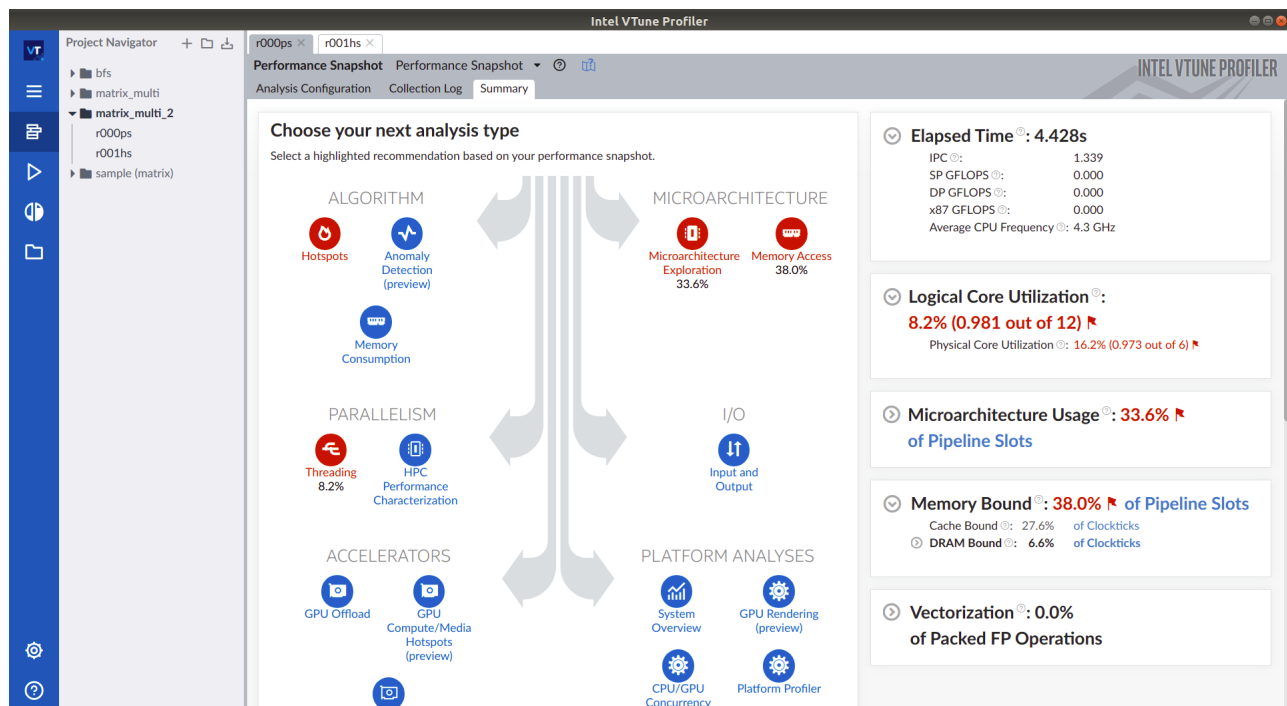 Intel VTune Profiler
VT
Project Navigator
bfs
matrix_multi
matrix_multi_2
r000ps
r001hs
sample (matrix)
r000ps
r001hs
Performance Snapshot Performance Snapshot
INTEL VTUNE PROFILER
Analysis Configuration Collection Log Summary
Choose your next analysis type
Select a highlighted recommendation based on your performance snapshot.
ALGORITHM
Hotspots
Anomaly
Detection
(preview)
Memory
Consumption
MICROARCHITECTURE
Microarchitecture
Exploration
33.6%
Memory Access
38.0%
PARALLELISM
Threading
8.2%
HPC
Performance
Characterization
I/O
Input and
Output
ACCELERATORS
GPU Offload
GPU
Compute/Media
Hotspots
(preview)
PLATFORM ANALYSES
System
Overview
GPU Rendering
(preview)
CPU/GPU
Concurrency
Platform Profiler
Elapsed Time : 4.428s
IPC : 1.339
SP GFLOPS : 0.000
DP GFLOPS : 0.000
x87 GFLOPS : 0.000
Average CPU Frequency : 4.3 GHz
Logical Core Utilization :
8.2% (0.981 out of 12)
Physical Core Utilization : 16.2% (0.973 out of 6)
Microarchitecture Usage : 33.6%
of Pipeline Slots
Memory Bound : 38.0% of Pipeline Slots
Cache Bound : 27.6% of Clockticks
DRAM Bound : 6.6% of Clockticks
Vectorization : 0.0%
of Packed FP Operations